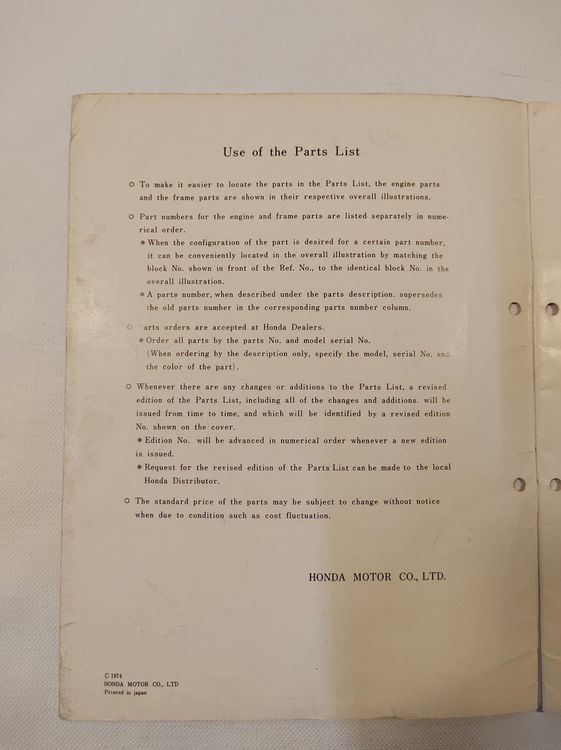 Use of the Parts List
○ To make it easier to locate the parts in the Parts List, the engine parts
and the frame parts are shown in their respective overall illustrations.
○ Part numbers for the engine and frame parts are listed separately in nume-
rical order.
* When the configuration of the part is desired for a certain part number,
it can be conveniently located in the overall illustration by matching the
block No. shown in front of the Ref. No., to the identical block No. in the
overall illustration.
* A parts number, when described under the parts description. supersedes
the old parts number in the corresponding parts number column.
○ arts orders are accepted at Honda Dealers.
* Order all parts by the parts No. and model serial No.
(When ordering by the description only, specify the model, serial No. and
the color of the part).
○ Whenever there are any changes or additions to the Parts List, a revised
edition of the Parts List, including all of the changes and additions. will be
issued from time to time, and which will be identified by a revised edition
No. shown on the cover.
* Edition No. will be advanced in numerical order whenever a new edition
is issued.
* Request for the revised edition of the Parts List can be made to the local
Honda Distributor.
○ The standard price of the parts may be subject to change without notice
when due to condition such as cost fluctuation.
HONDA MOTOR CO., LTD.
© 1974
HONDA MOTOR CO., LTD
Printed in japan